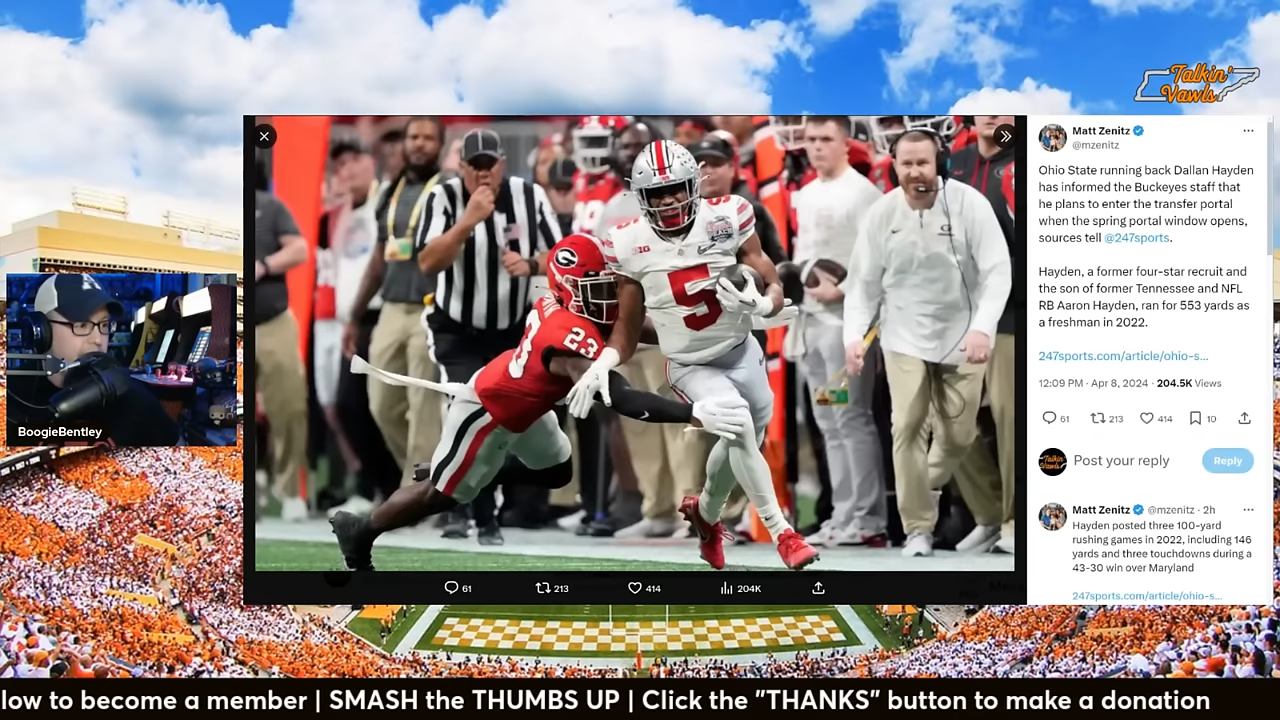 Talkin'
Vawls
Matt Zenitz
@mzenitz
Ohio State running back Dallan Hayden
has informed the Buckeyes staff that
he plans to enter the transfer portal
when the spring portal window opens,
sources tell @247sports.
Hayden, a former four-star recruit and
the son of former Tennessee and NFL
RB Aaron Hayden, ran for 553 yards as
a freshman in 2022.
247sports.com/article/ohio-s...
12:09 PM · Apr 8, 2024 · 204.5K Views
61 213 414 10
Post your reply
Reply
Matt Zenitz @mzenitz · 2h
Hayden posted three 100-yard
rushing games in 2022, including 146
yards and three touchdowns during a
43-30 win over Maryland
247sports.com/article/ohio-s...
5
23
G
B1G
61 213 414 204K
BoogieBentley
low to become a member | SMASH the THUMBS UP | Click the "THANKS" button to make a donation